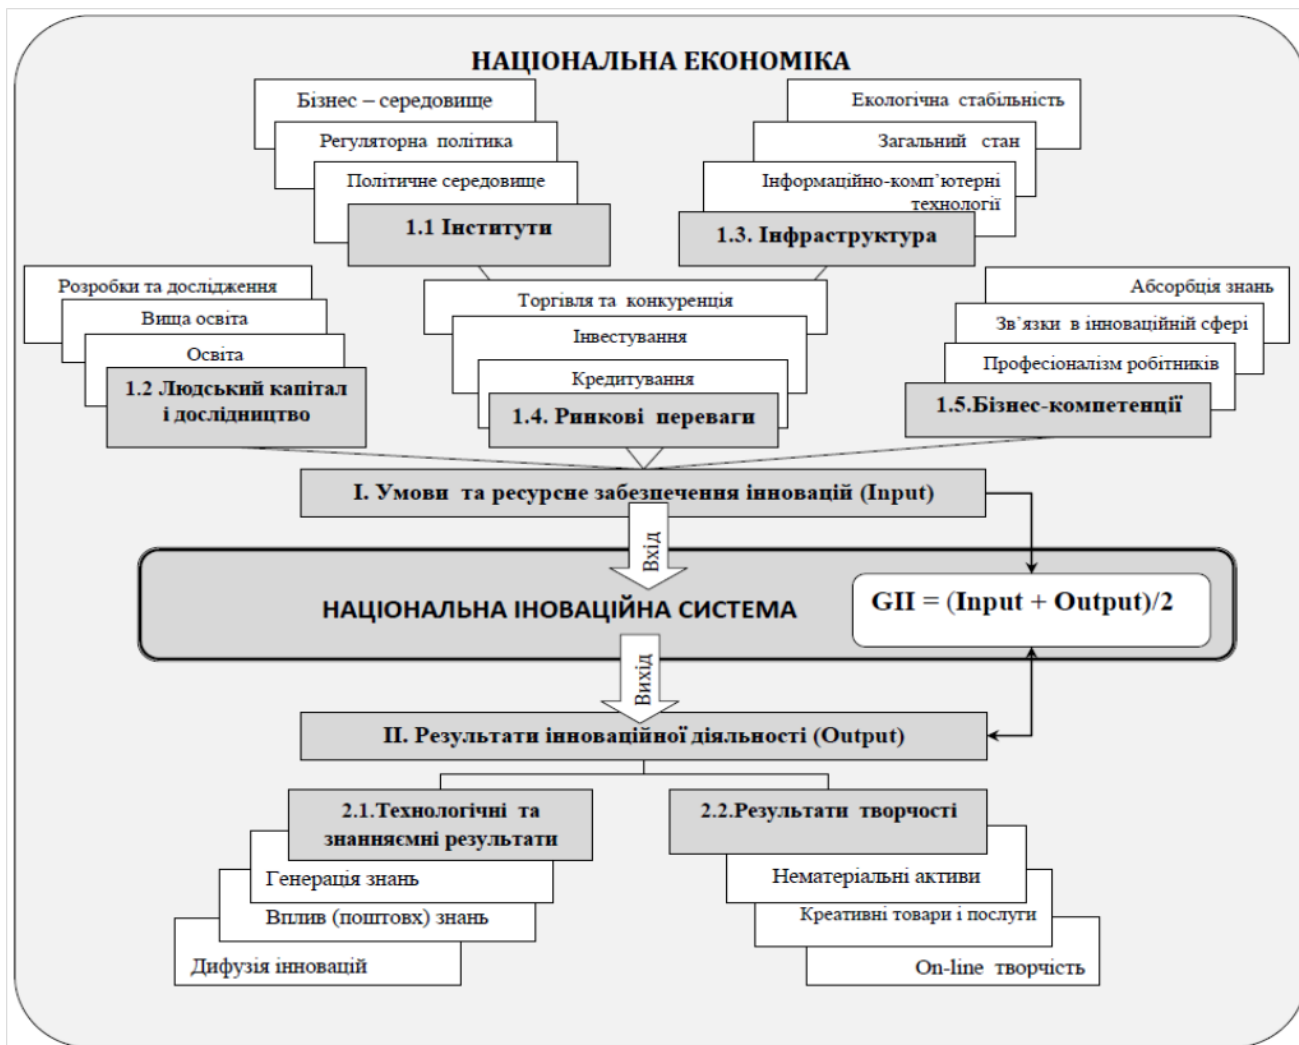 НАЦІОНАЛЬНА ЕКОНОМІКА
Бізнес – середовище
Регуляторна політика
Політичне середовище
1.1 Інститути
Екологічна стабільність
Загальний стан
Інформаційно-комп’ютерні
технології
1.3. Інфраструктура
Розробки та дослідження
Вища освіта
Освіта
1.2 Людський капітал
і дослідництво
Торгівля та конкуренція
Інвестування
Кредитування
1.4. Ринкові переваги
Абсорбція знань
Зв’язки в інноваційній сфері
Професіоналізм робітників
1.5.Бізнес-компетенції
I. Умови та ресурсне забезпечення інновацій (Input)
Вхід
НАЦІОНАЛЬНА ІНОВАЦІЙНА СИСТЕМА
GII = (Input + Output)/2
Вихід
II. Результати інноваційної діяльності (Output)
2.1.Технологічні та
знанняємні результати
Генерація знань
Вплив (поштовх) знань
Дифузія інновацій
2.2.Результати творчості
Нематеріальні активи
Креативні товари і послуги
On-line творчість